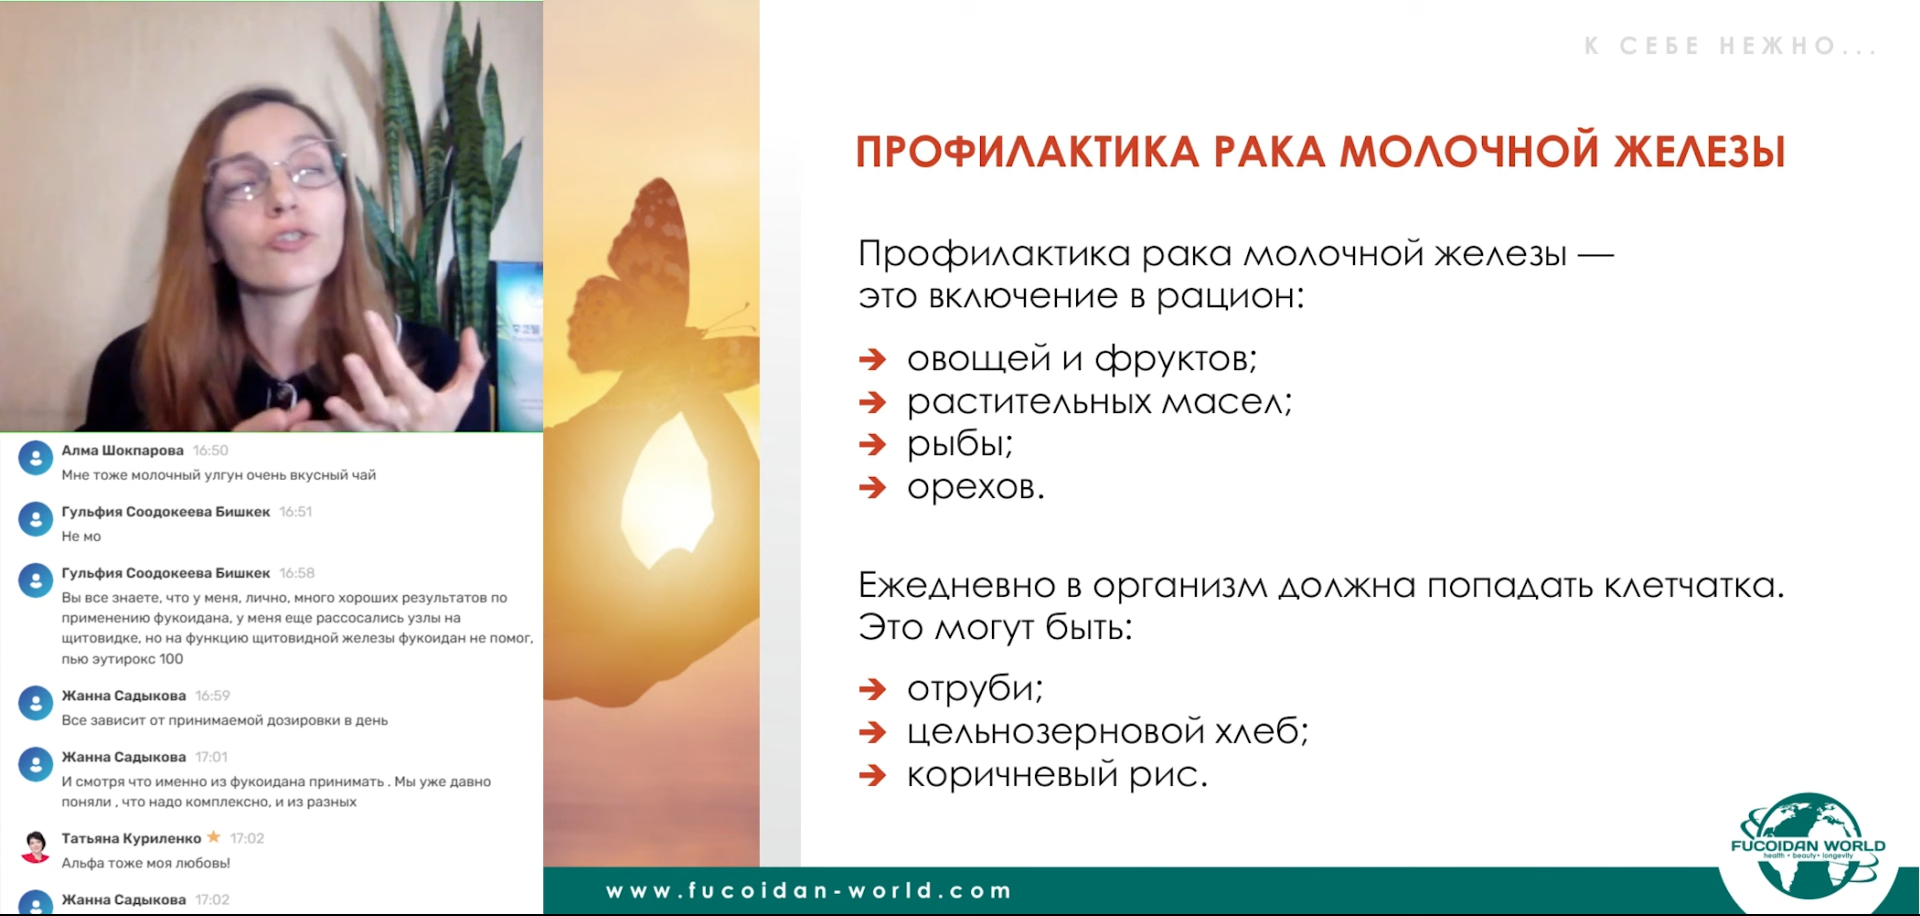 К СЕБЕ НЕЖНО...
ПРОФИЛАКТИКА РАКА МОЛОЧНОЙ ЖЕЛЕЗЫ
Профилактика рака молочной железы —
это включение в рацион:
➔ овощей и фруктов;
➔ растительных масел;
➔ рыбы;
➔ орехов.
Ежедневно в организм должна попадать клетчатка.
Это могут быть:
➔ отруби;
➔ цельнозерновой хлеб;
➔ коричневый рис.
FUCOIDAN WORLD
health • beauty • longevity
www.fucoidan-world.com
Алма Шокпарова 16:50
Мне тоже молочный улгун очень вкусный чай
Гульфия Соодокеева Бишкек 16:51
Не мо
Гульфия Соодокеева Бишкек 16:58
Вы все знаете, что у меня, лично, много хороших результатов по
применению фукоидана, у меня еще рассосались узлы на
щитовидке, но на функцию щитовидной железы фукоидан не помог,
пью эутирокс 100
Жанна Садыкова 16:59
Все зависит от принимаемой дозировки в день
Жанна Садыкова 17:01
И смотря что именно из фукоидана принимать . Мы уже давно
поняли , что надо комплексно, и из разных
Татьяна Куриленко 17:02
Альфа тоже моя любовь!
Жанна Садыкова 17:02